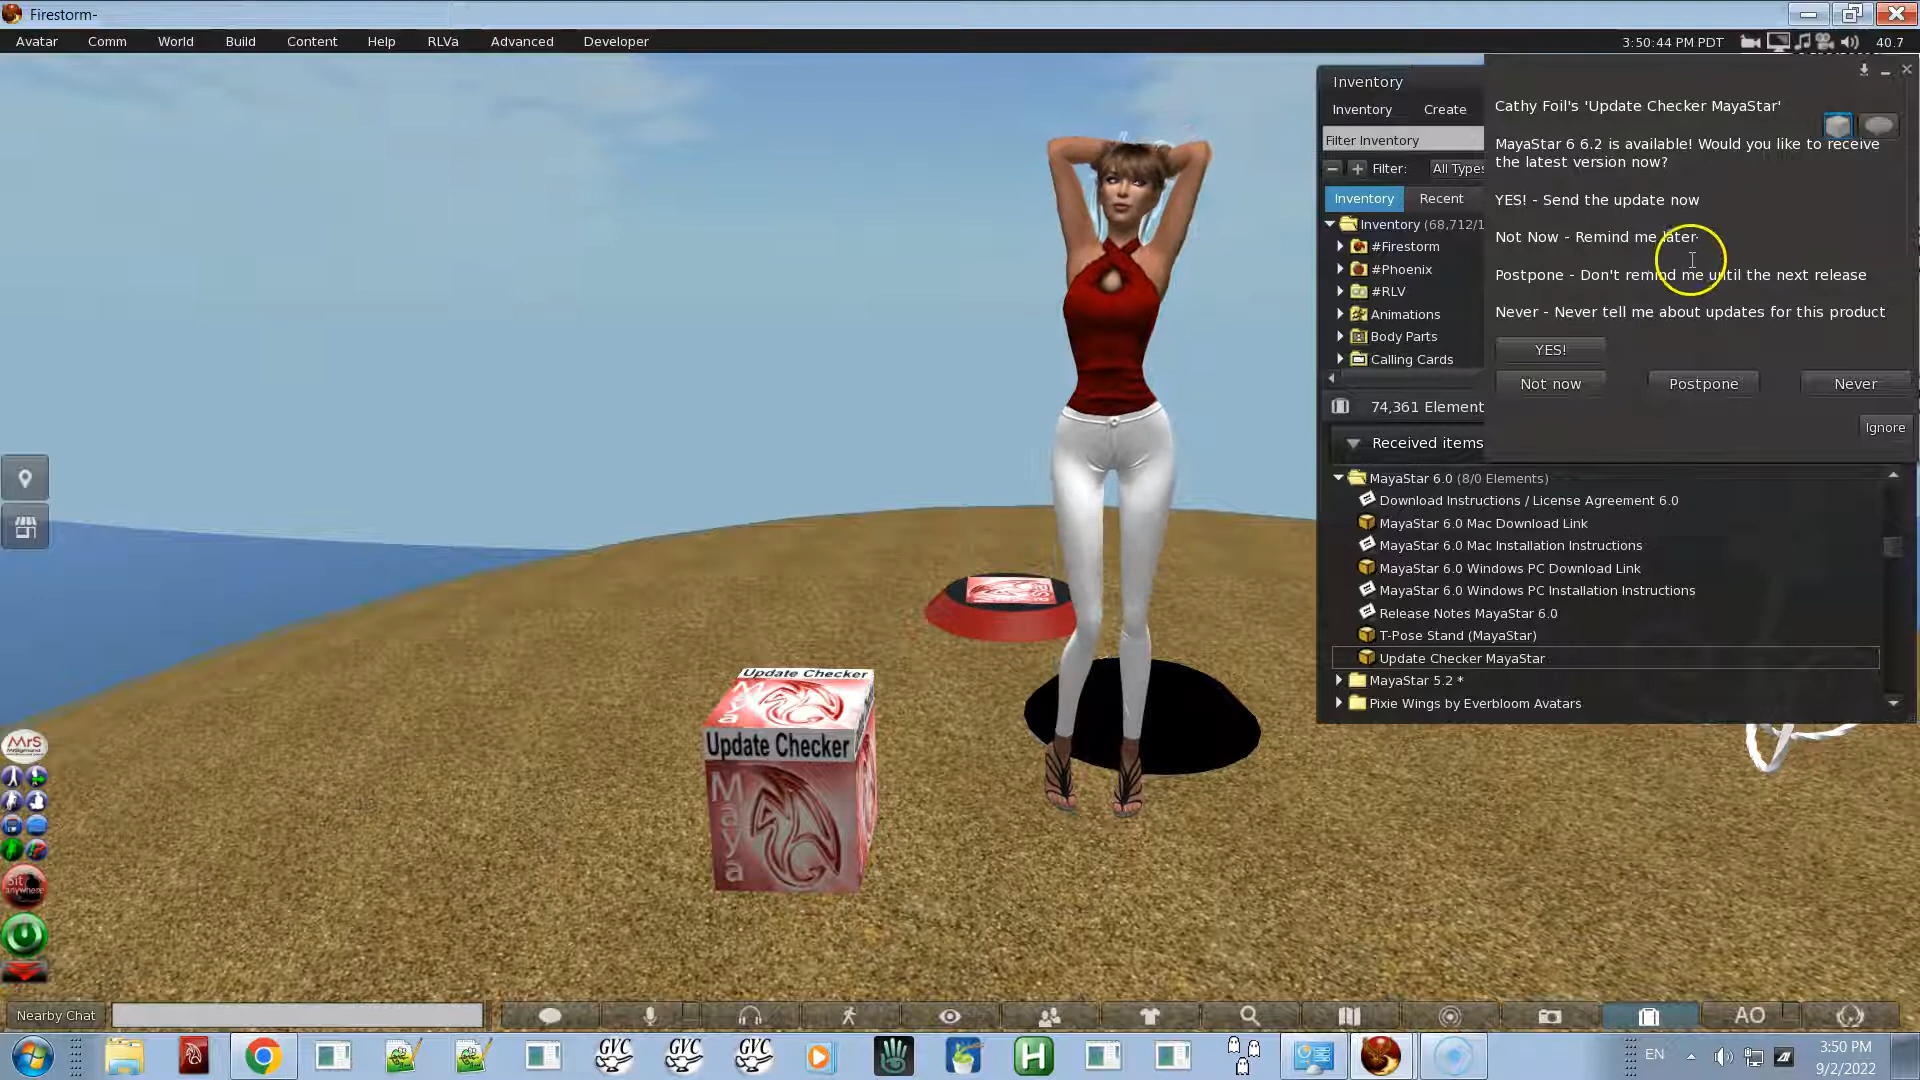 Firestorm-
Avatar Comm World Build Content Help RLVa Advanced Developer
3:50:44 PM PDT
40.7
Inventory
Inventory Create
Filter Inventory
Filter: All Types
Inventory Recent
Inventory (68,712/1
#Firestorm
#Phoenix
#RLV
Animations
Body Parts
Calling Cards
74,361 Element
Received items
MayaStar 6.0 (8/0 Elements)
Download Instructions / License Agreement 6.0
MayaStar 6.0 Mac Download Link
MayaStar 6.0 Mac Installation Instructions
MayaStar 6.0 Windows PC Download Link
MayaStar 6.0 Windows PC Installation Instructions
Release Notes MayaStar 6.0
T-Pose Stand (MayaStar)
Update Checker MayaStar
MayaStar 5.2 *
Pixie Wings by Everbloom Avatars
Cathy Foil's 'Update Checker MayaStar'
MayaStar 6 6.2 is available! Would you like to receive
the latest version now?
YES! - Send the update now
Not Now - Remind me later
Postpone - Don't remind me until the next release
Never - Never tell me about updates for this product
YES!
Not now Postpone Never
Ignore
Update Checker
Maya
Update Checker
Maya
MrS
Sit
anywhere
Nearby Chat
AO
GVC GVC GVC
H
EN
3:50 PM
9/2/2022